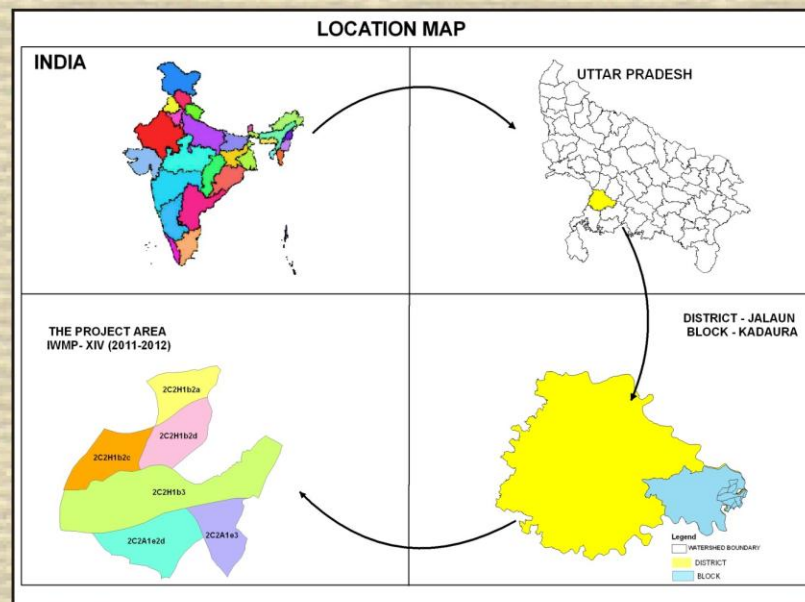 LOCATION MAP
INDIA
UTTAR PRADESH
THE PROJECT AREA
IWMP- XIV (2011-2012)
2C2H1b2a
2C2H1b2d
2C2H1b2c
2C2H1b3
2C2A1e2d
2C2A1e3
DISTRICT - JALAUN
BLOCK - KADAURA
Legend
WATERSHED BOUNDARY
DISTRICT
BLOCK